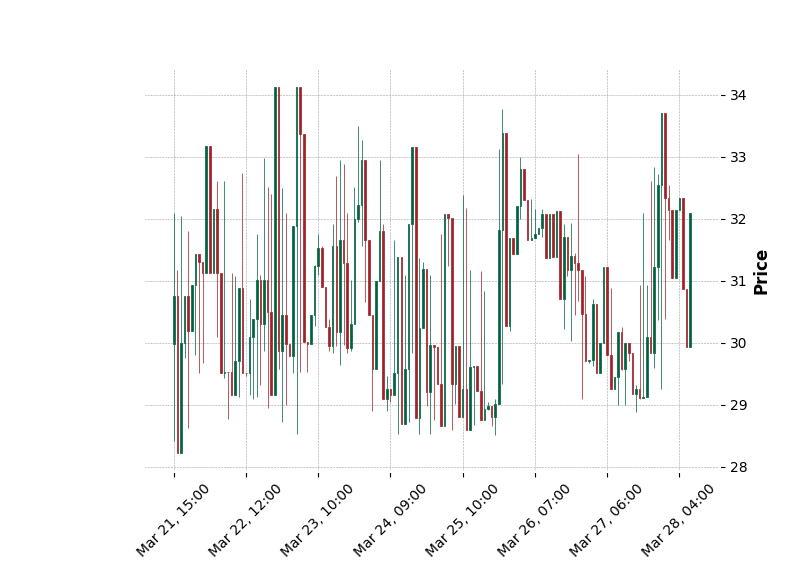 34
33
32
31
30
29
28
Price
Mar 21, 15:00
Mar 22, 12:00
Mar 23, 10:00
Mar 24, 09:00
Mar 25, 10:00
Mar 26, 07:00
Mar 27, 06:00
Mar 28, 04:00